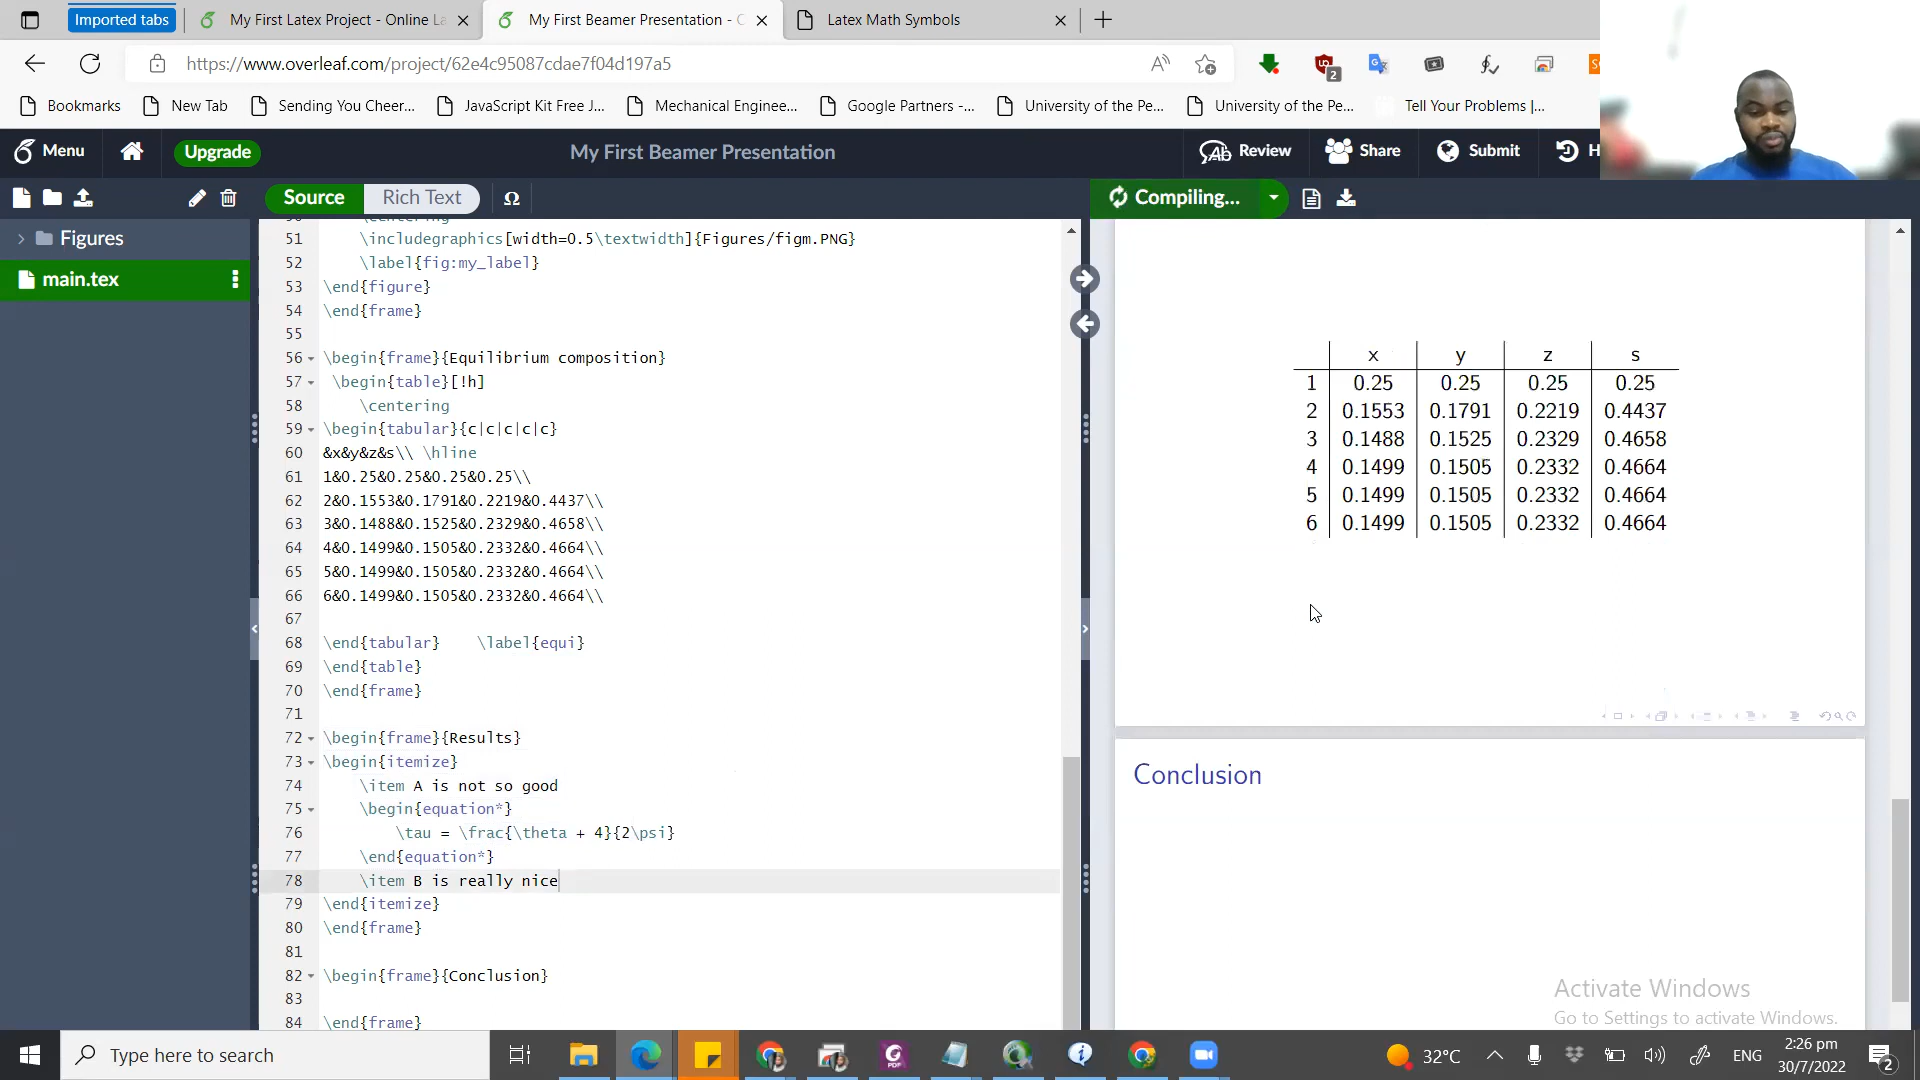 Imported tabs
My First Latex Project - Online La
My First Beamer Presentation - C
Latex Math Symbols
https://www.overleaf.com/project/62e4c95087cdae7f04d197a5
2
Bookmarks
New Tab
Sending You Cheer...
JavaScript Kit Free J...
Mechanical Enginee...
Google Partners -...
University of the Pe...
University of the Pe...
Tell Your Problems |...
Menu
Upgrade
My First Beamer Presentation
Review
Share
Submit
H
Source
Rich Text
Ω
Compiling...
Figures
main.tex
51 \includegraphics[width=0.5\textwidth]{Figures/figm.PNG}
52 \label{fig:my_label}
53 \end{figure}
54 \end{frame}
55
56 \begin{frame}{Equilibrium composition}
57 \begin{table}[!h]
58 \centering
59 \begin{tabular}{c|c|c|c|c}
60 &x&y&z&s\\ \hline
61 1&0.25&0.25&0.25&0.25\\
62 2&0.1553&0.1791&0.2219&0.4437\\
63 3&0.1488&0.1525&0.2329&0.4658\\
64 4&0.1499&0.1505&0.2332&0.4664\\
65 5&0.1499&0.1505&0.2332&0.4664\\
66 6&0.1499&0.1505&0.2332&0.4664\\
67
68 \end{tabular} \label{equi}
69 \end{table}
70 \end{frame}
71
72 \begin{frame}{Results}
73 \begin{itemize}
74 \item A is not so good
75 \begin{equation*}
76 \tau = \frac{\theta + 4}{2\psi}
77 \end{equation*}
78 \item B is really nice
79 \end{itemize}
80 \end{frame}
81
82 \begin{frame}{Conclusion}
83
84 \end{frame}
x y z s
1 0.25 0.25 0.25 0.25
2 0.1553 0.1791 0.2219 0.4437
3 0.1488 0.1525 0.2329 0.4658
4 0.1499 0.1505 0.2332 0.4664
5 0.1499 0.1505 0.2332 0.4664
6 0.1499 0.1505 0.2332 0.4664
Conclusion
Activate Windows
Go to Settings to activate Windows.
Type here to search
32°C
ENG
2:26 pm
30/7/2022
2